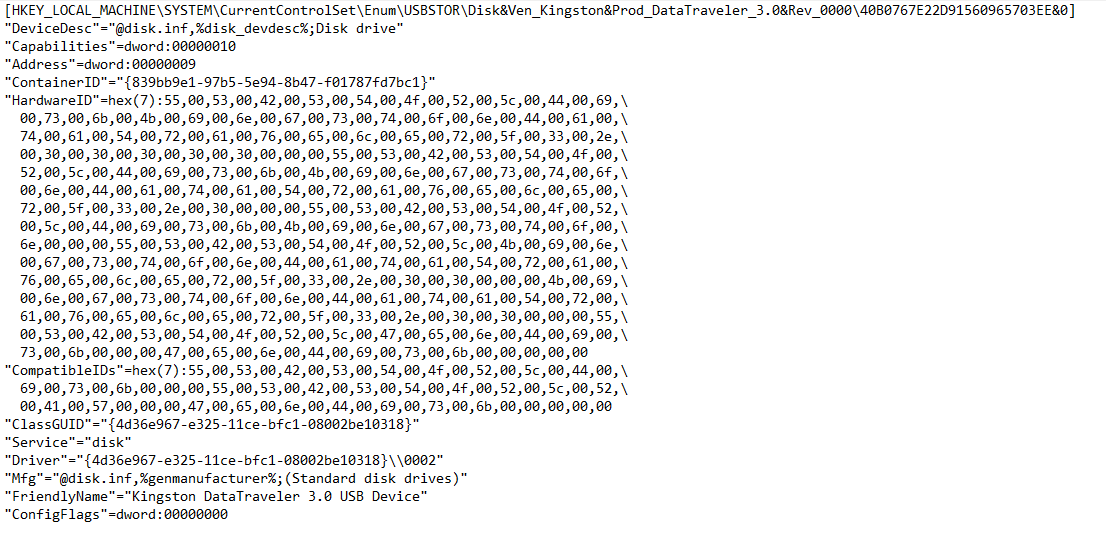 [HKEY_LOCAL_MACHINE\SYSTEM\CurrentControlSet\Enum\USBSTOR\Disk&Ven_Kingston&Prod_DataTraveler_3.0&Rev_0000\40B0767E22D91560965703EE&0]
"DeviceDesc"="@disk.inf,%disk_devdesc%;Disk drive"
"Capabilities"=dword:00000010
"Address"=dword:00000009
"ContainerID"="{839bb9e1-97b5-5e94-8b47-f01787fd7bc1}"
"HardwareID"=hex(7):55,00,53,00,42,00,53,00,54,00,4f,00,52,00,5c,00,44,00,69,\
  00,73,00,6b,00,4b,00,69,00,6e,00,67,00,73,00,74,00,6f,00,6e,00,44,00,61,00,\
  74,00,61,00,54,00,72,00,61,00,76,00,65,00,6c,00,65,00,72,00,5f,00,33,00,2e,\
  00,30,00,30,00,30,00,30,00,30,00,00,00,55,00,53,00,42,00,53,00,54,00,4f,00,\
  52,00,5c,00,44,00,69,00,73,00,6b,00,4b,00,69,00,6e,00,67,00,73,00,74,00,6f,\
  00,6e,00,44,00,61,00,74,00,61,00,54,00,72,00,61,00,76,00,65,00,6c,00,65,00,\
  72,00,5f,00,33,00,2e,00,30,00,00,00,55,00,53,00,42,00,53,00,54,00,4f,00,52,\
  00,5c,00,44,00,69,00,73,00,6b,00,4b,00,69,00,6e,00,67,00,73,00,74,00,6f,00,\
  6e,00,00,00,55,00,53,00,42,00,53,00,54,00,4f,00,52,00,5c,00,4b,00,69,00,6e,\
  00,67,00,73,00,74,00,6f,00,6e,00,44,00,61,00,74,00,61,00,54,00,72,00,61,00,\
  76,00,65,00,6c,00,65,00,72,00,5f,00,33,00,2e,00,30,00,30,00,00,00,4b,00,69,\
  00,6e,00,67,00,73,00,74,00,6f,00,6e,00,44,00,61,00,74,00,61,00,54,00,72,00,\
  61,00,76,00,65,00,6c,00,65,00,72,00,5f,00,33,00,2e,00,30,00,30,00,00,00,55,\
  00,53,00,42,00,53,00,54,00,4f,00,52,00,5c,00,47,00,65,00,6e,00,44,00,69,00,\
  73,00,6b,00,00,00,47,00,65,00,6e,00,44,00,69,00,73,00,6b,00,00,00,00,00
"CompatibleIDs"=hex(7):55,00,53,00,42,00,53,00,54,00,4f,00,52,00,5c,00,44,00,\
  69,00,73,00,6b,00,00,00,55,00,53,00,42,00,53,00,54,00,4f,00,52,00,5c,00,52,\
  00,41,00,57,00,00,00,47,00,65,00,6e,00,44,00,69,00,73,00,6b,00,00,00,00,00
"ClassGUID"="{4d36e967-e325-11ce-bfc1-08002be10318}"
"Service"="disk"
"Driver"="{4d36e967-e325-11ce-bfc1-08002be10318}\\0002"
"Mfg"="@disk.inf,%genmanufacturer%;(Standard disk drives)"
"FriendlyName"="Kingston DataTraveler 3.0 USB Device"
"ConfigFlags"=dword:00000000